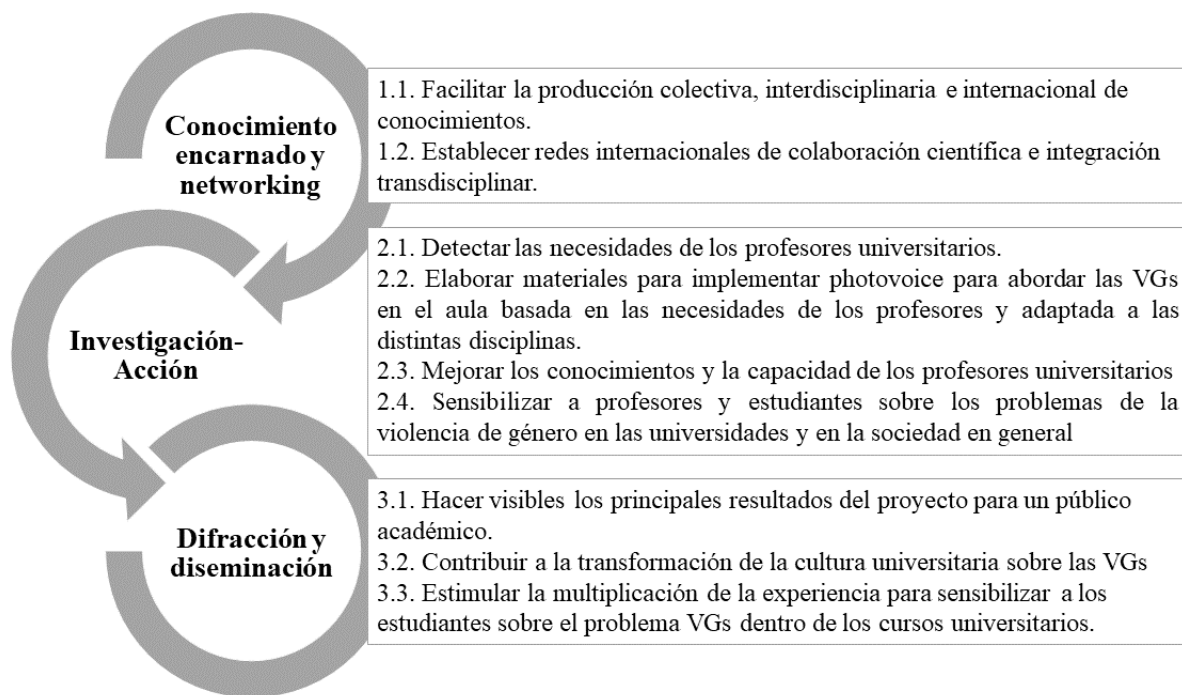 Conocimiento
encarnado y
networking
1.1. Facilitar la producción colectiva, interdisciplinaria e internacional de
conocimientos.
1.2. Establecer redes internacionales de colaboración científica e integración
transdisciplinar.
Investigación-
Acción
2.1. Detectar las necesidades de los profesores universitarios.
2.2. Elaborar materiales para implementar photovoice para abordar las VGs
en el aula basada en las necesidades de los profesores y adaptada a las
distintas disciplinas.
2.3. Mejorar los conocimientos y la capacidad de los profesores universitarios
2.4. Sensibilizar a profesores y estudiantes sobre los problemas de la
violencia de género en las universidades y en la sociedad en general
Difracción y
diseminación
3.1. Hacer visibles los principales resultados del proyecto para un público
académico.
3.2. Contribuir a la transformación de la cultura universitaria sobre las VGs
3.3. Estimular la multiplicación de la experiencia para sensibilizar a los
estudiantes sobre el problema VGs dentro de los cursos universitarios.